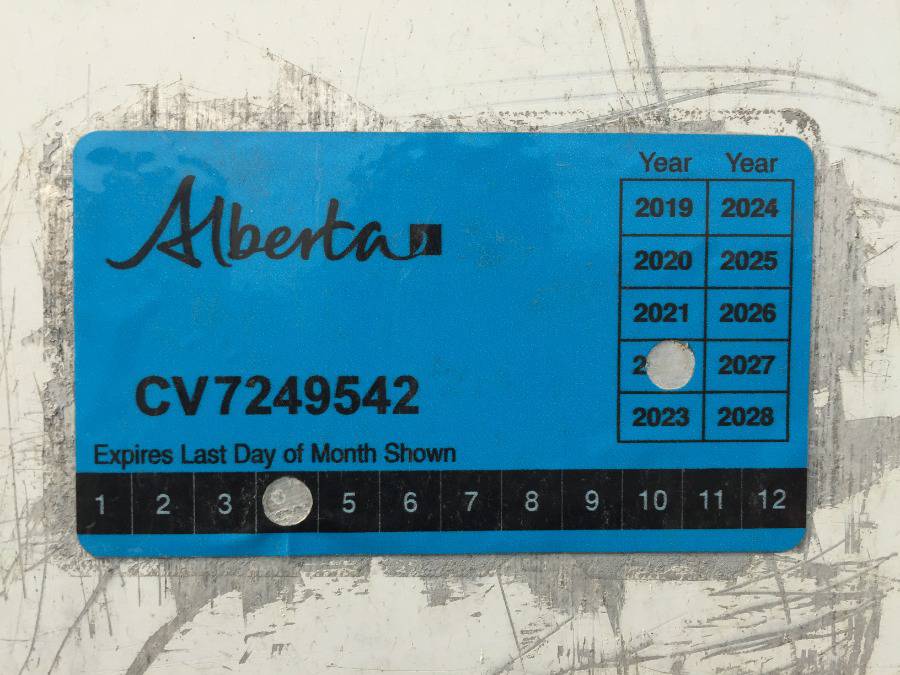 Alberta
Year Year
2019 2024
2020 2025
2021 2026
2 2027
2023 2028
CV7249542
Expires Last Day of Month Shown
1 2 3 5 6 7 8 9 10 11 12